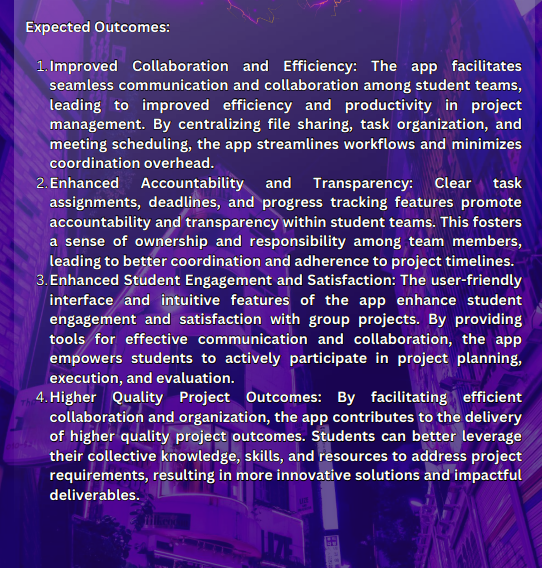 Expected Outcomes:
1. Improved Collaboration and Efficiency: The app facilitates
seamless communication and collaboration among student teams,
leading to improved efficiency and productivity in project
management. By centralizing file sharing, task organization, and
meeting scheduling, the app streamlines workflows and minimizes
coordination overhead.
2. Enhanced Accountability and Transparency: Clear task
assignments, deadlines, and progress tracking features promote
accountability and transparency within student teams. This fosters
a sense of ownership and responsibility among team members,
leading to better coordination and adherence to project timelines.
3. Enhanced Student Engagement and Satisfaction: The user-friendly
interface and intuitive features of the app enhance student
engagement and satisfaction with group projects. By providing
tools for effective communication and collaboration, the app
empowers students to actively participate in project planning,
execution, and evaluation.
4. Higher Quality Project Outcomes: By facilitating efficient
collaboration and organization, the app contributes to the delivery
of higher quality project outcomes. Students can better leverage
their collective knowledge, skills, and resources to address project
requirements, resulting in more innovative solutions and impactful
deliverables.